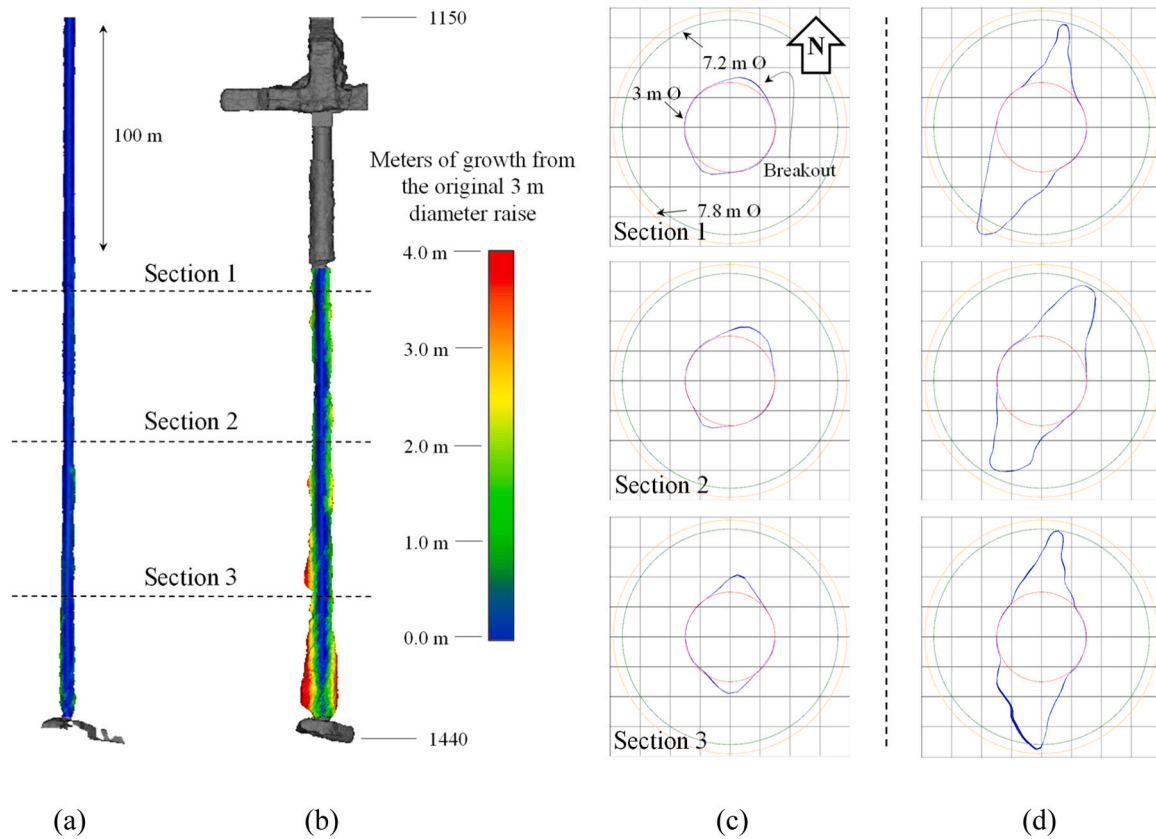 1150
100 m
Meters of growth from
the original 3 m
diameter raise
4.0 m
3.0 m
2.0 m
1.0 m
0.0 m
Section 1
Section 2
Section 3
1440
N
7.2 m Ø
3 m Ø
Breakout
7.8 m Ø
Section 1
Section 2
Section 3
(a)
(b)
(c)
(d)